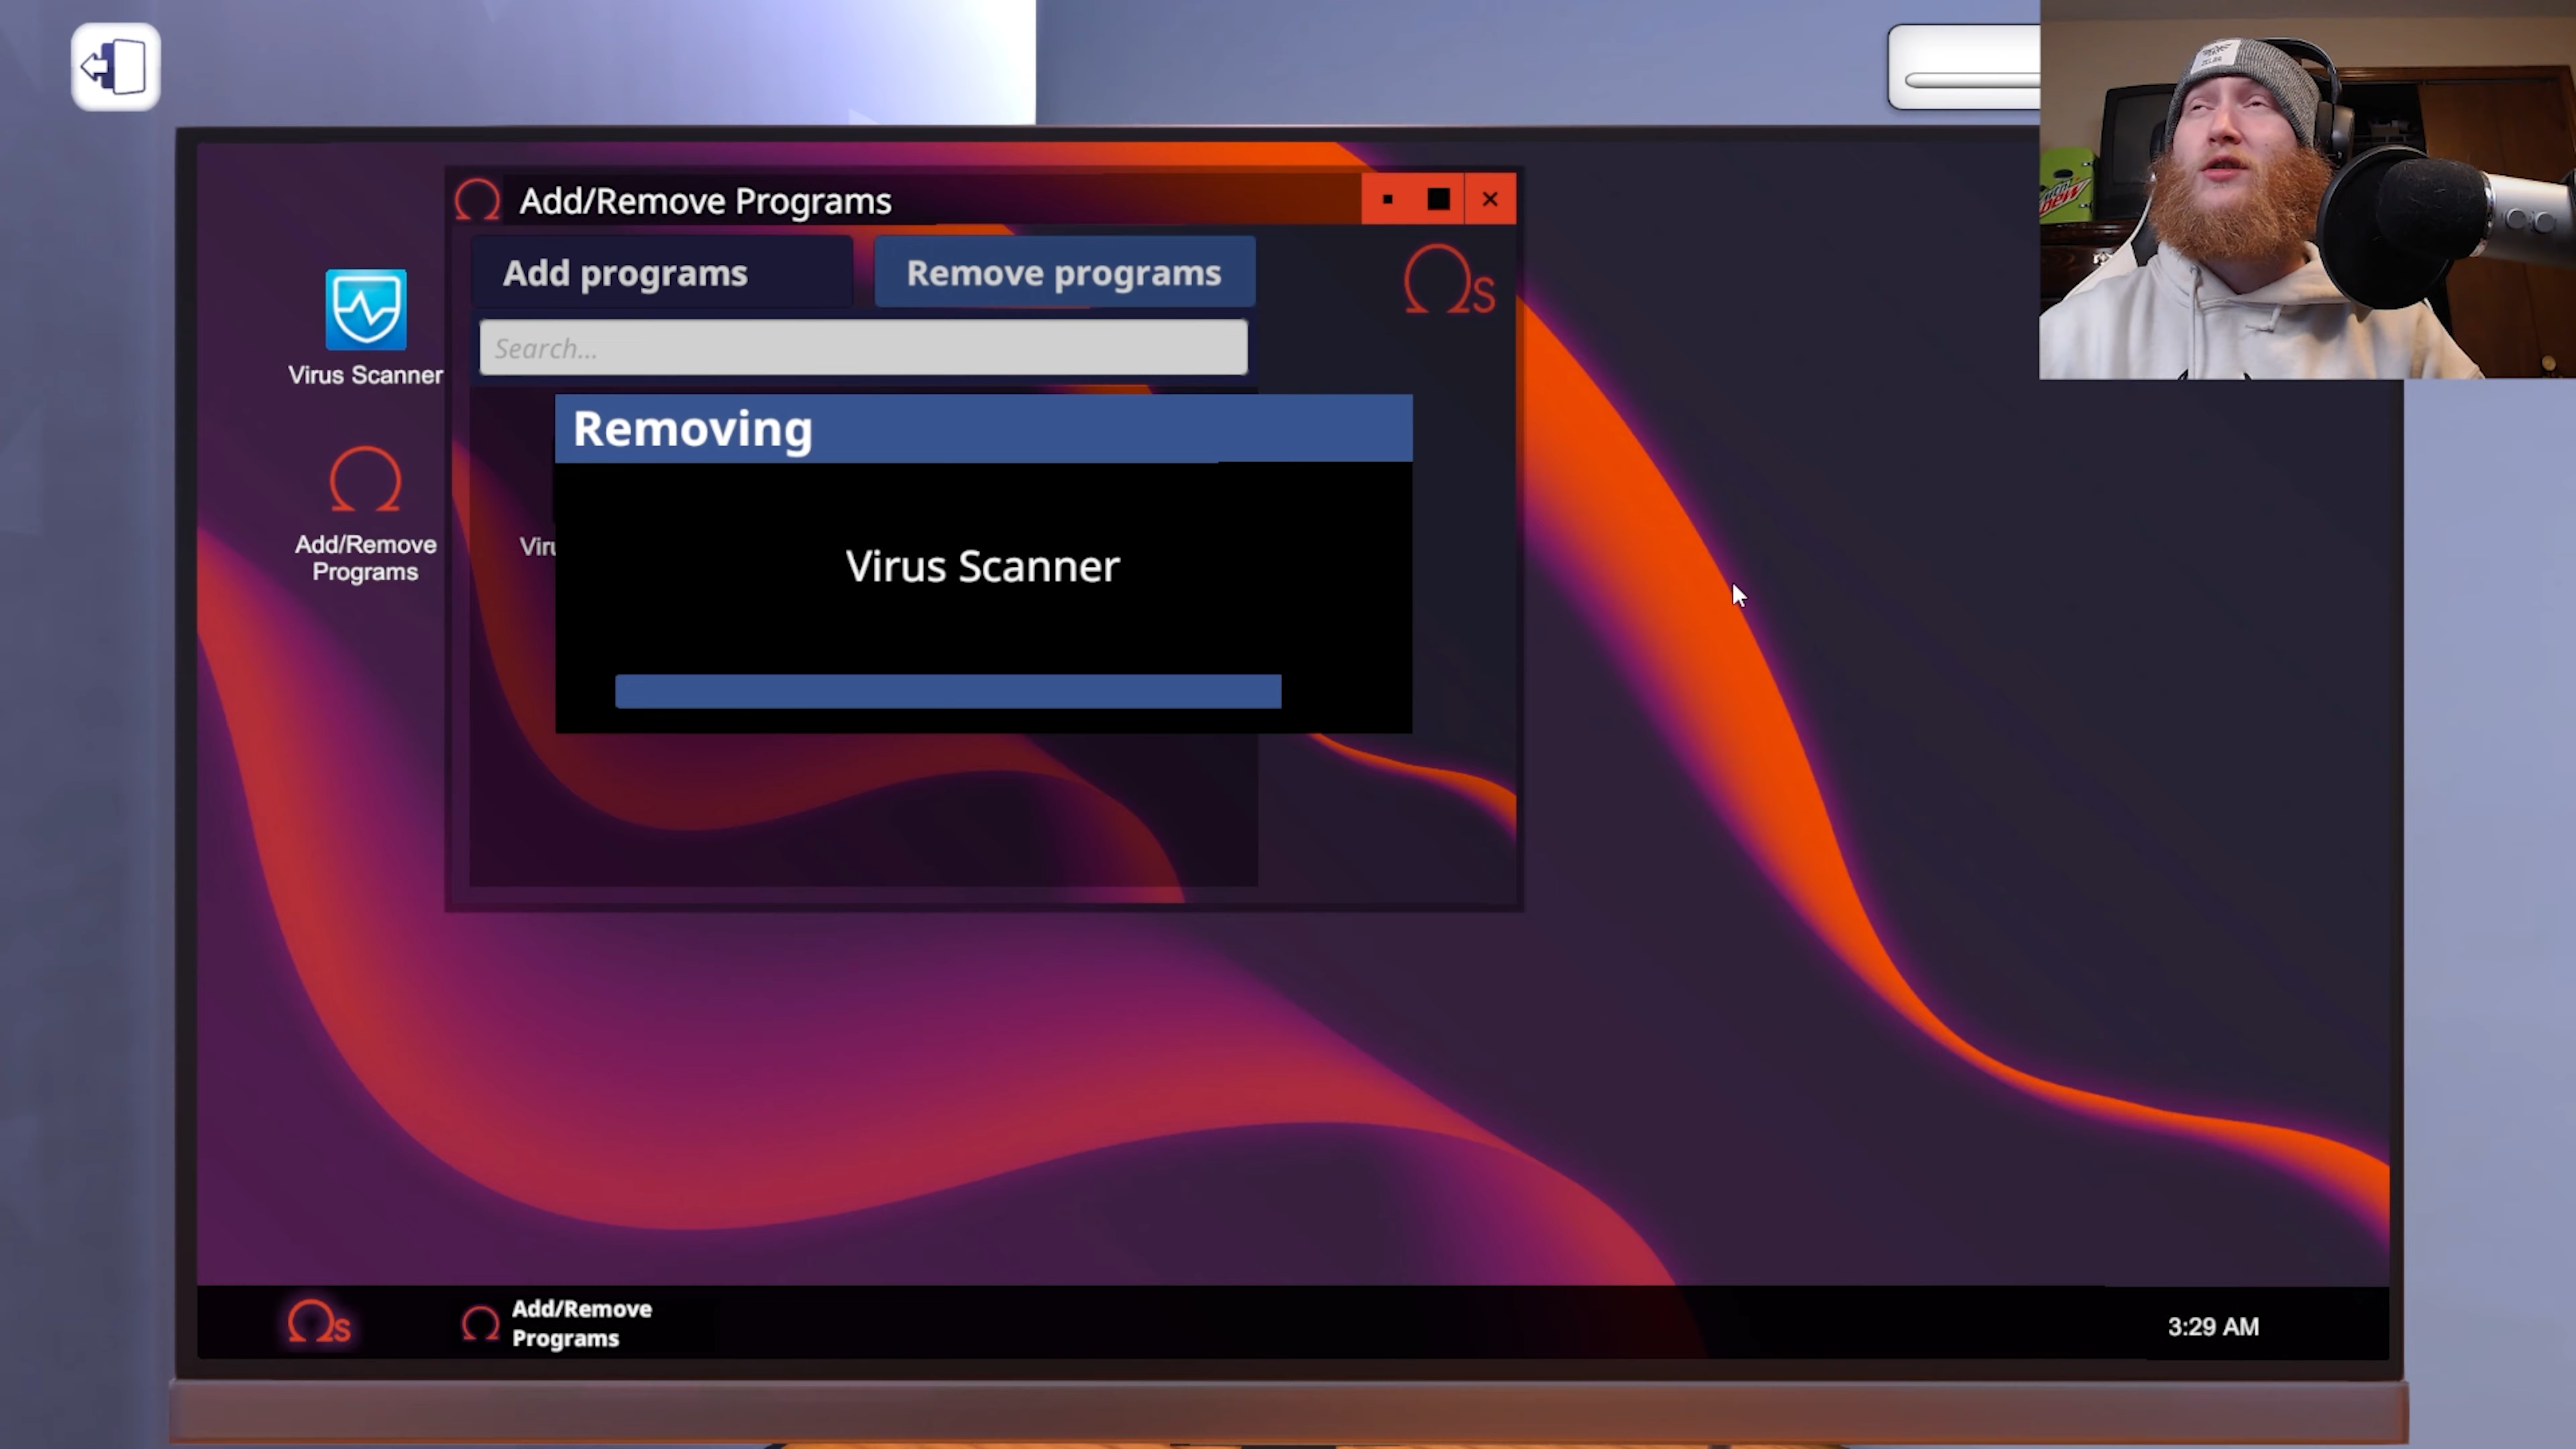 Add/Remove Programs
Add programs
Remove programs
Ωs
Search...
Virus Scanner
Removing
Add/Remove
Programs
Viru
Virus Scanner
Ωs
Add/Remove
Programs
3:29 AM